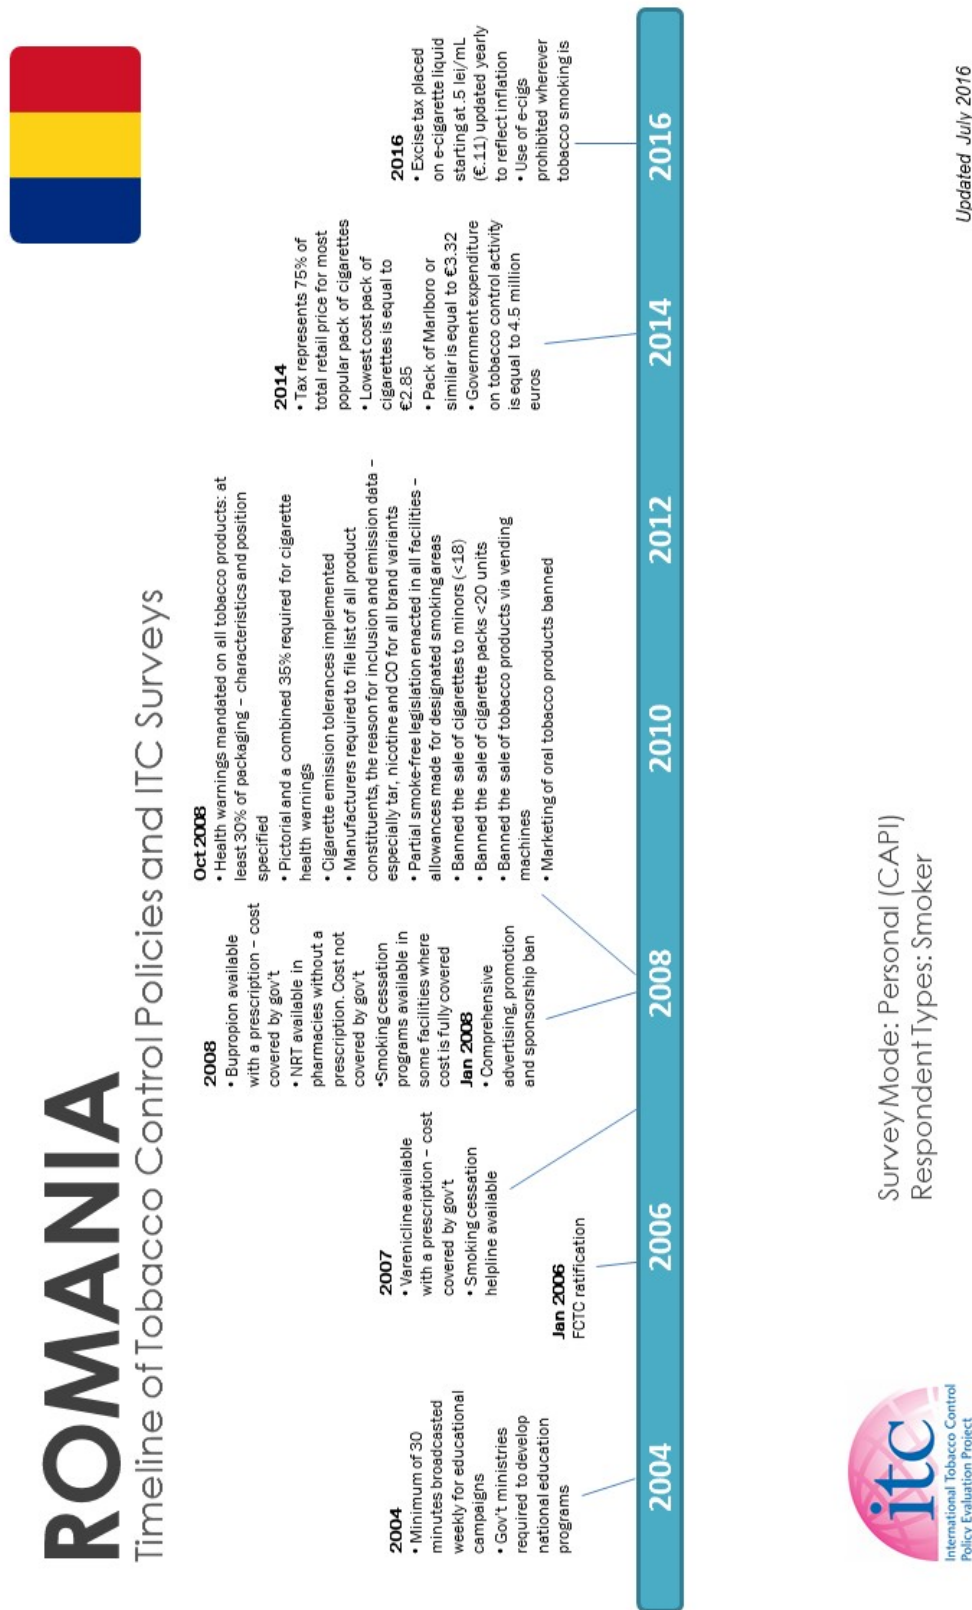 ROMANIA
Timeline of Tobacco Control Policies and ITC Surveys
2004
• Minimum of 30
minutes broadcasted
weekly for educational
campaigns
• Gov't ministries
required to develop
national education
programs
Jan 2006
FCTC ratification
2007
• Varenicline available
with a prescription – cost
covered by gov't
• Smoking cessation
helpline available
2008
• Bupropion available
with a prescription – cost
covered by gov't
• NRT available in
pharmacies without a
prescription. Cost not
covered by gov't
•Smoking cessation
programs available in
some facilities where
cost is fully covered
Jan 2008
• Comprehensive
advertising, promotion
and sponsorship ban
Oct 2008
• Health warnings mandated on all tobacco products: at
least 30% of packaging – characteristics and position
specified
• Pictorial and a combined 35% required for cigarette
health warnings
• Cigarette emission tolerances implemented
• Manufacturers required to file list of all product
constituents, the reason for inclusion and emission data –
especially tar, nicotine and CO for all brand variants
• Partial smoke-free legislation enacted in all facilities –
allowances made for designated smoking areas
• Banned the sale of cigarettes to minors (<18)
• Banned the sale of cigarette packs <20 units
• Banned the sale of tobacco products via vending
machines
• Marketing of oral tobacco products banned
2014
• Tax represents 75% of
total retail price for most
popular pack of cigarettes
• Lowest cost pack of
cigarettes is equal to
€2.85
• Pack of Marlboro or
similar is equal to €3.32
• Government expenditure
on tobacco control activity
is equal to 4.5 million
euros
2016
• Excise tax placed
on e-cigarette liquid
starting at .5 lei/mL
(€.11) updated yearly
to reflect inflation
• Use of e-cigs
prohibited wherever
tobacco smoking is
2004 2006 2008 2010 2012 2014 2016
itc
International Tobacco Control
Policy Evaluation Project
Survey Mode: Personal (CAPI)
Respondent Types: Smoker
Updated July 2016